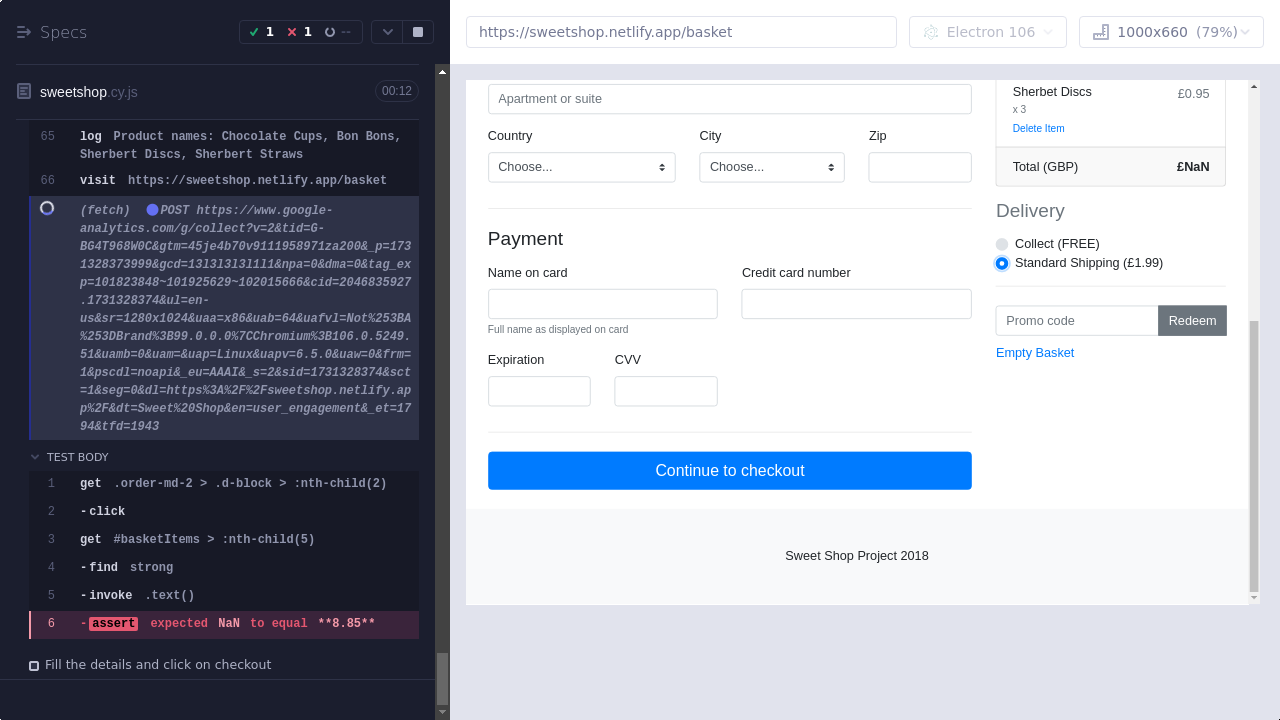 Specs
1
1
--
sweetshop.cy.js
00:12
65 log Product names: Chocolate Cups, Bon Bons,
Sherbert Discs, Sherbert Straws
66 visit https://sweetshop.netlify.app/basket
(fetch) POST https://www.google-
analytics.com/g/collect?v=2&tid=G-
BG4T968W0C&gtm=45je4b70v9111958971za200&_p=173
1328373999&gcd=13l3l3l3l1l1&npa=0&dma=0&tag_ex
p=101823848~101925629~102015666&cid=2046835927
.1731328374&ul=en-
us&sr=1280x1024&uaa=x86&uab=64&uafvl=Not%253BA
%253DBrand%3B99.0.0.0%7CChromium%3B106.0.5249.
51&uamb=0&uam=&uap=Linux&uapv=6.5.0&uaw=0&frm=
1&pscdl=noapi&_eu=AAAI&_s=2&sid=1731328374&sct
=1&seg=0&dl=https%3A%2F%2Fsweetshop.netlify.ap
p%2F&dt=Sweet%20Shop&en=user_engagement&_et=17
94&tfd=1943
TEST BODY
1 get .order-md-2 > .d-block > :nth-child(2)
2 -click
3 get #basketItems > :nth-child(5)
4 -find strong
5 -invoke .text()
6 -assert expected NaN to equal **8.85**
Fill the details and click on checkout
https://sweetshop.netlify.app/basket
Electron 106
1000x660 (79%)
Apartment or suite
Country
City
Zip
Choose...
Choose...
Payment
Name on card
Credit card number
Full name as displayed on card
Expiration
CVV
Continue to checkout
Sherbet Discs
£0.95
x 3
Delete Item
Total (GBP)
£NaN
Delivery
Collect (FREE)
Standard Shipping (£1.99)
Promo code
Redeem
Empty Basket
Sweet Shop Project 2018